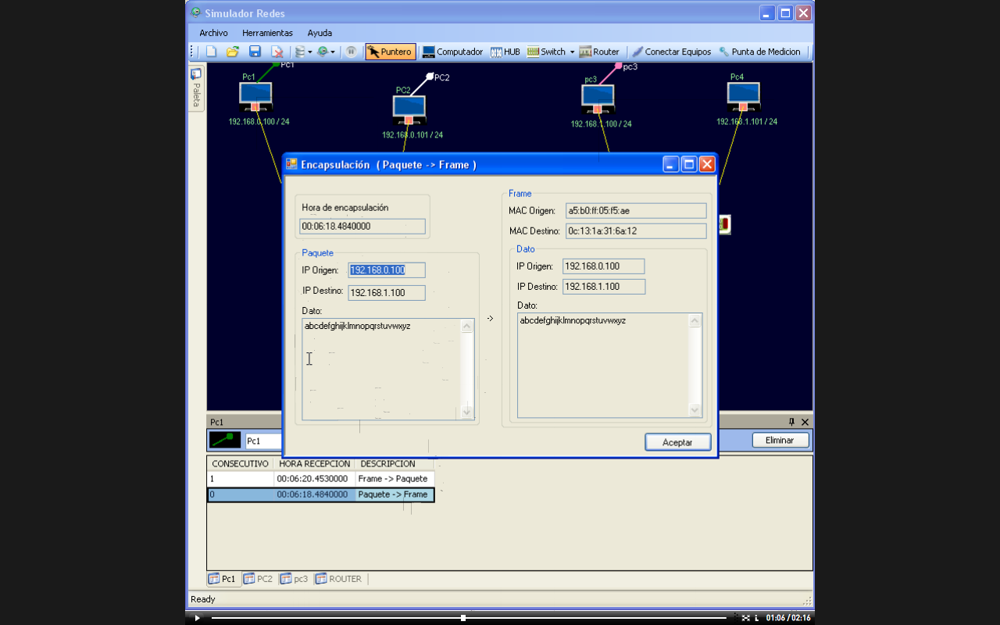 Simulador Redes
Archivo Herramientas Ayuda
Puntero Computador HUB Switch Router Conectar Equipos Punta de Medicion
Paleta
Pc1 PC1
192.168.0.100 / 24
PC2 PC2
192.168.0.101 / 24
pc3 pc3
192.168.1.100 / 24
Pc4
192.168.1.101 / 24
Encapsulación ( Paquete -> Frame )
Hora de encapsulación
00:06:18.4840000
Paquete
IP Origen: 192.168.0.100
IP Destino: 192.168.1.100
Dato:
abcdefghijklmnopqrstuvwxyz
->
Frame
MAC Origen: a5:b0:ff:05:f5:ae
MAC Destino: 0c:13:1a:31:6a:12
Dato
IP Origen: 192.168.0.100
IP Destino: 192.168.1.100
Dato:
abcdefghijklmnopqrstuvwxyz
Aceptar
Pc1
Pc1 Eliminar
CONSECUTIVO HORA RECEPCION DESCRIPCION
1 00:06:20.4530000 Frame -> Paquete
0 00:06:18.4840000 Paquete -> Frame
Pc1 PC2 pc3 ROUTER
Ready
01:06 / 02:16